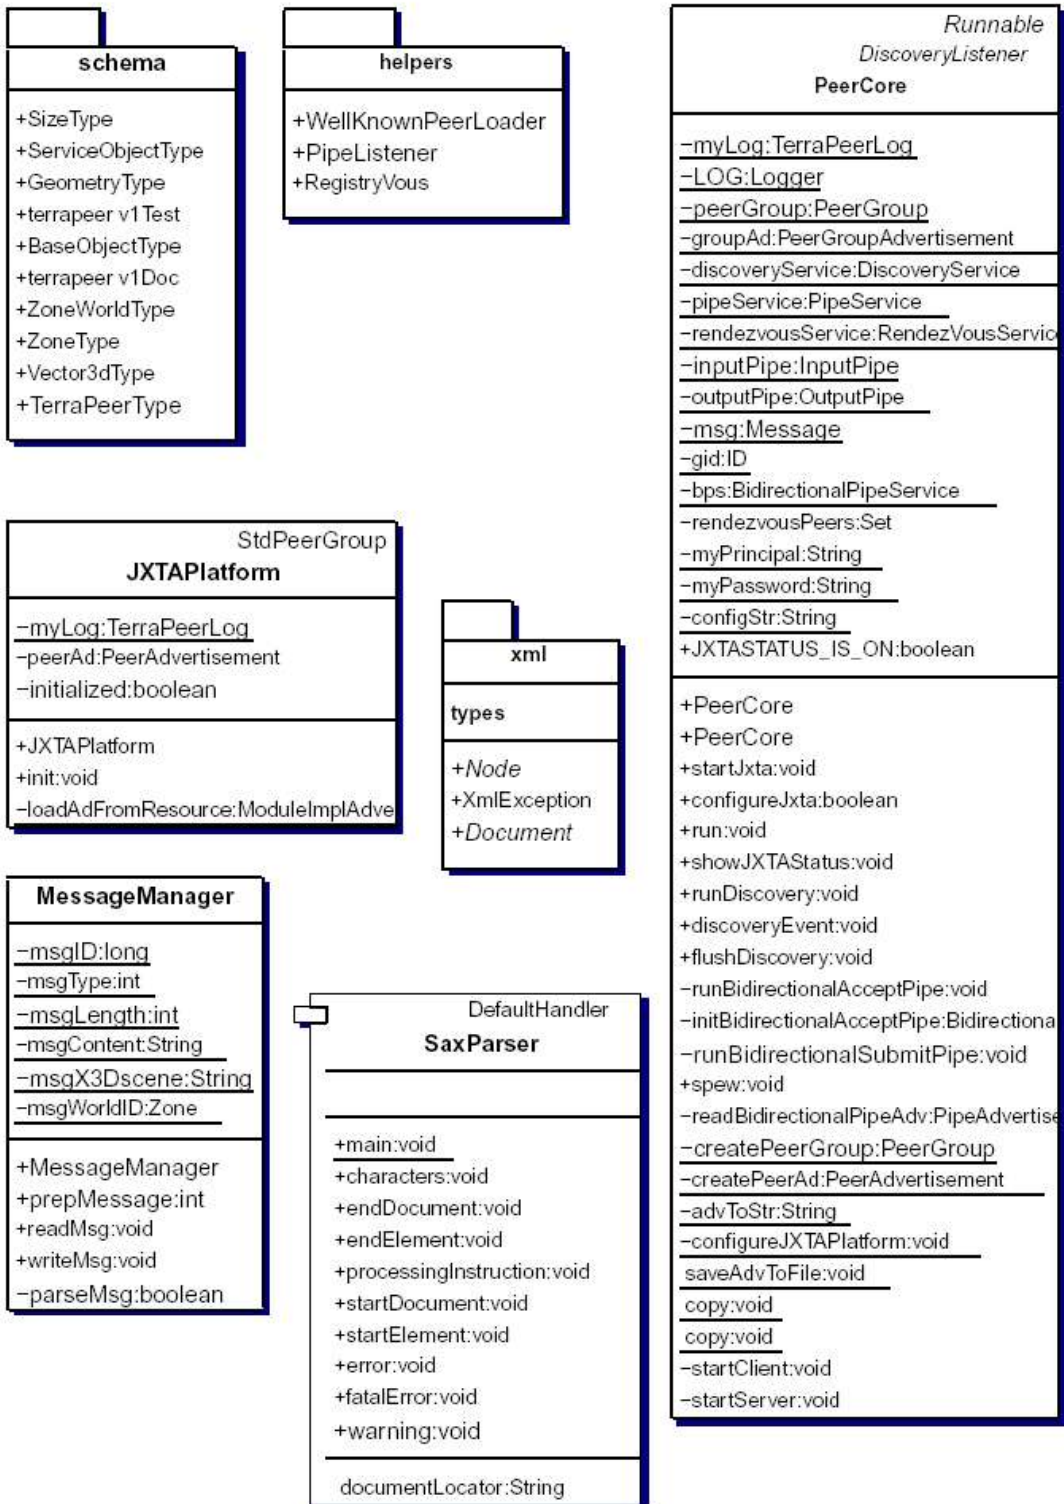 schema
+SizeType
+ServiceObjectType
+GeometryType
+terrapeer v1Test
+BaseObjectType
+terrapeer v1Doc
+ZoneWorldType
+ZoneType
+Vector3dType
+TerraPeerType
helpers
+WellKnownPeerLoader
+PipeListener
+RegistryVous
StdPeerGroup
JXTAPlatform
−myLog:TerraPeerLog
−peerAd:PeerAdvertisement
−initialized:boolean
+JXTAPlatform
+init:void
−loadAdFromResource:ModuleImplAdve
xml
types
+Node
+XmlException
+Document
MessageManager
−msgID:long
−msgType:int
−msgLength:int
−msgContent:String
−msgX3Dscene:String
−msgWorldID:Zone
+MessageManager
+prepMessage:int
+readMsg:void
+writeMsg:void
−parseMsg:boolean
DefaultHandler
SaxParser
+main:void
+characters:void
+endDocument:void
+endElement:void
+processingInstruction:void
+startDocument:void
+startElement:void
+error:void
+fatalError:void
+warning:void
documentLocator:String
Runnable
DiscoveryListener
PeerCore
−myLog:TerraPeerLog
−LOG:Logger
−peerGroup:PeerGroup
−groupAd:PeerGroupAdvertisement
−discoveryService:DiscoveryService
−pipeService:PipeService
−rendezvousService:RendezVousServic
−inputPipe:InputPipe
−outputPipe:OutputPipe
−msg:Message
−gid:ID
−bps:BidirectionalPipeService
−rendezvousPeers:Set
−myPrincipal:String
−myPassword:String
−configStr:String
+JXTASTATUS_IS_ON:boolean
+PeerCore
+PeerCore
+startJxta:void
+configureJxta:boolean
+run:void
+showJXTAStatus:void
+runDiscovery:void
+discoveryEvent:void
+flushDiscovery:void
−runBidirectionalAcceptPipe:void
−initBidirectionalAcceptPipe:Bidirectiona
−runBidirectionalSubmitPipe:void
+spew:void
−readBidirectionalPipeAdv:PipeAdvertise
−createPeerGroup:PeerGroup
−createPeerAd:PeerAdvertisement
−advToStr:String
−configureJXTAPlatform:void
saveAdvToFile:void
copy:void
copy:void
−startClient:void
−startServer:void